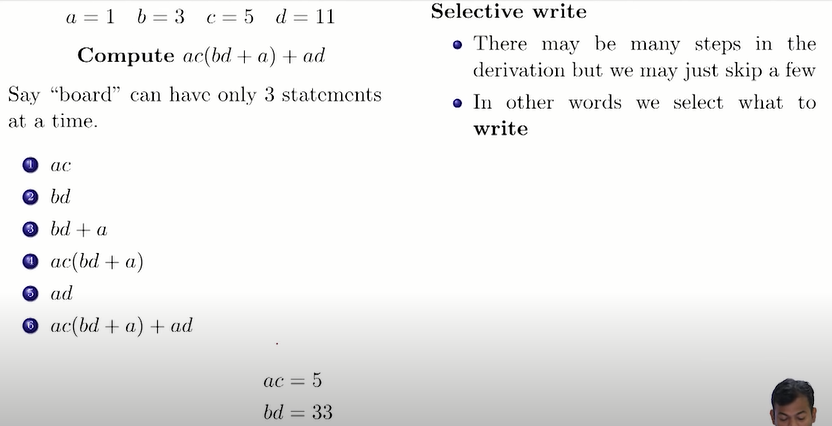 a = 1 b = 3 c = 5 d = 11
Compute ac(bd + a) + ad
Say “board” can have only 3 statements
at a time.
1 ac
2 bd
3 bd + a
4 ac(bd + a)
5 ad
6 ac(bd + a) + ad
ac = 5
bd = 33
Selective write
There may be many steps in the
derivation but we may just skip a few
In other words we select what to
write